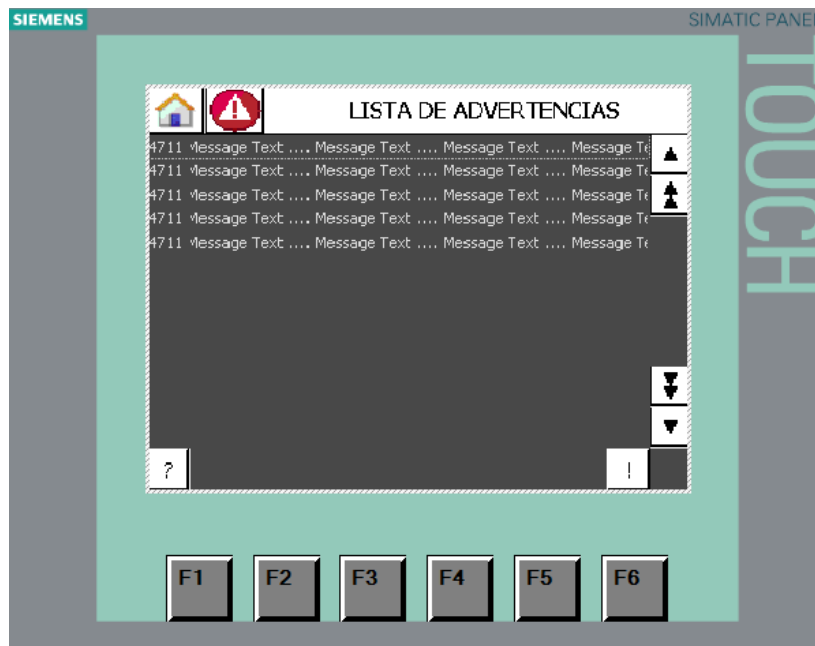 SIEMENS
SIMATIC PANEL
TOUCH
LISTA DE ADVERTENCIAS
4711 Message Text .... Message Text .... Message Text .... Message Te
4711 Message Text .... Message Text .... Message Text .... Message Te
4711 Message Text .... Message Text .... Message Text .... Message Te
4711 Message Text .... Message Text .... Message Text .... Message Te
4711 Message Text .... Message Text .... Message Text .... Message Te
? !
F1 F2 F3 F4 F5 F6